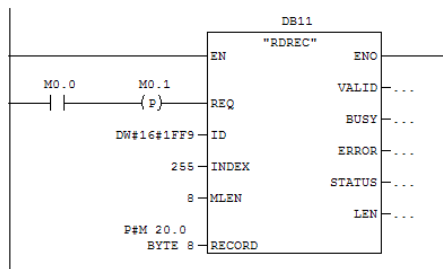 DB11
"RDREC"
EN ENO
M0.0 M0.1 VALID ...
(P) REQ
BUSY ...
DW#16#1FF9 ID
ERROR ...
255 INDEX
STATUS ...
8 MLEN
LEN ...
P#M 20.0
BYTE 8 RECORD